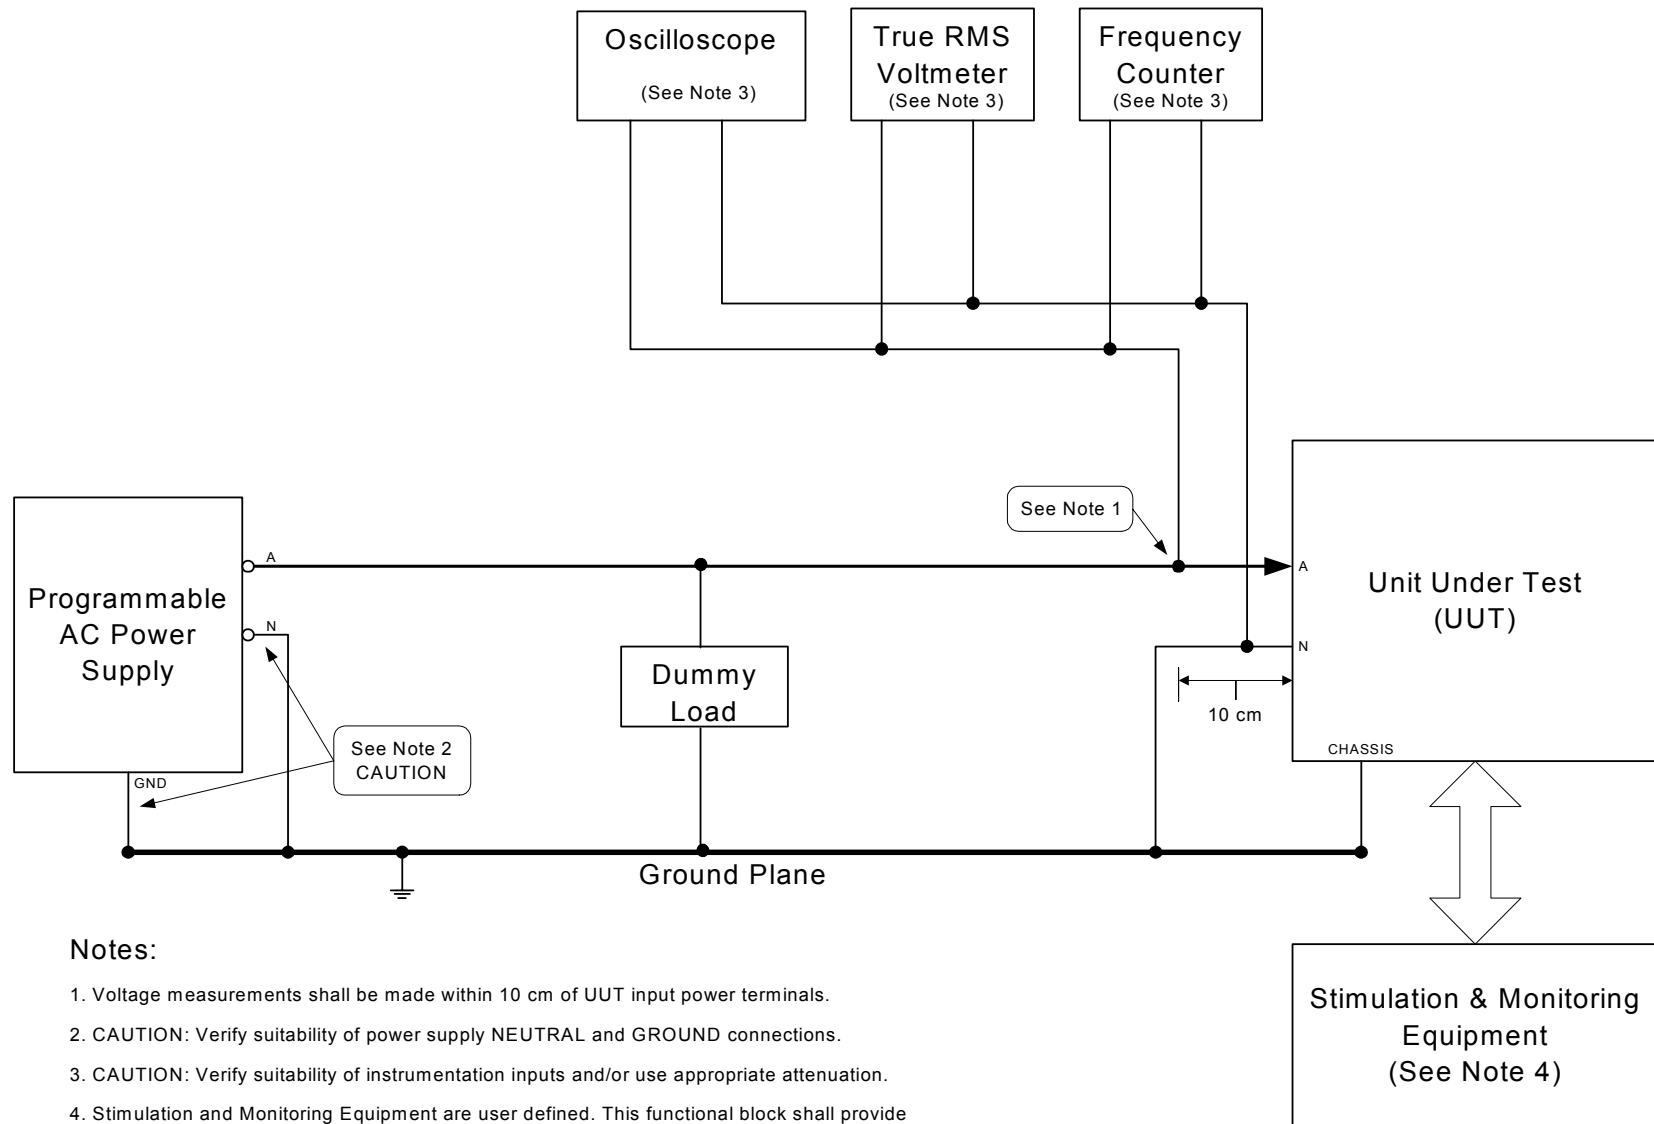 Oscilloscope
(See Note 3)
True RMS
Voltmeter
(See Note 3)
Frequency
Counter
(See Note 3)
See Note 1
Programmable
AC Power
Supply
A
N
GND
See Note 2
CAUTION
Dummy
Load
A
N
Unit Under Test
(UUT)
10 cm
CHASSIS
Ground Plane
Stimulation & Monitoring
Equipment
(See Note 4)
Notes:
1. Voltage measurements shall be made within 10 cm of UUT input power terminals.
2. CAUTION: Verify suitability of power supply NEUTRAL and GROUND connections.
3. CAUTION: Verify suitability of instrumentation inputs and/or use appropriate attenuation.
4. Stimulation and Monitoring Equipment are user defined. This functional block shall provide